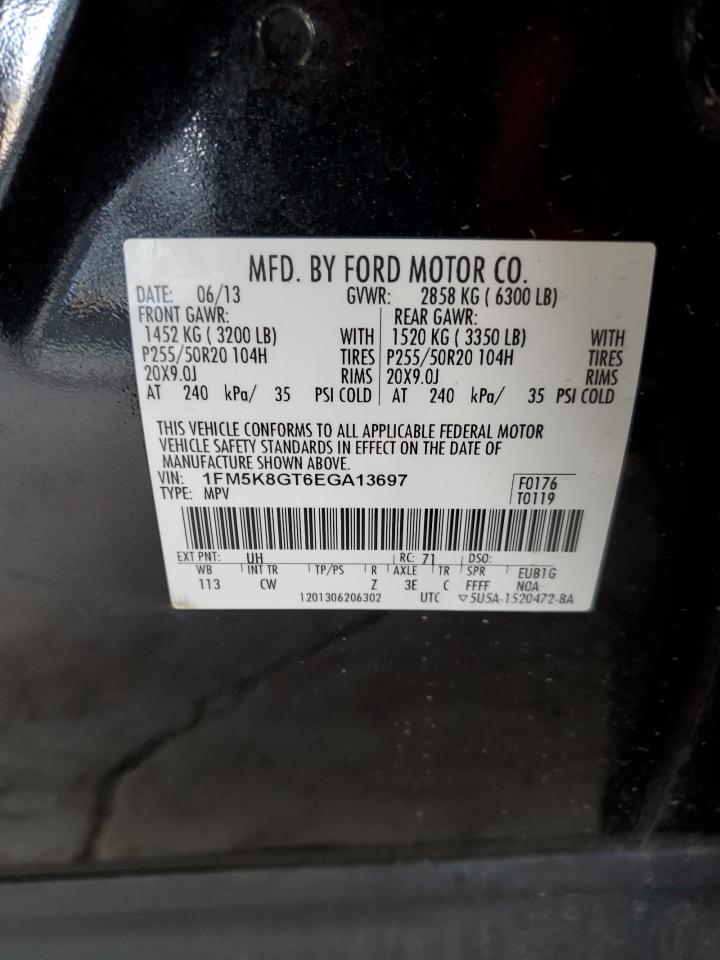 MFD. BY FORD MOTOR CO.
DATE: 06/13 GVWR: 2858 KG ( 6300 LB)
FRONT GAWR: REAR GAWR:
1452 KG ( 3200 LB) WITH 1520 KG ( 3350 LB) WITH
P255/50R20 104H TIRES P255/50R20 104H TIRES
20X9.0J RIMS 20X9.0J RIMS
AT 240 kPa/ 35 PSI COLD AT 240 kPa/ 35 PSI COLD
THIS VEHICLE CONFORMS TO ALL APPLICABLE FEDERAL MOTOR
VEHICLE SAFETY STANDARDS IN EFFECT ON THE DATE OF
MANUFACTURE SHOWN ABOVE.
VIN: 1FM5K8GT6EGA13697 F0176
TYPE: MPV T0119
EXT PNT: UH RC: 71 DSO:
WB INT TR TP/PS R AXLE TR SPR EUB1G
113 CW Z 3E C FFFF NOA
1201306206302 UTC ▽5U5A-1520472-BA